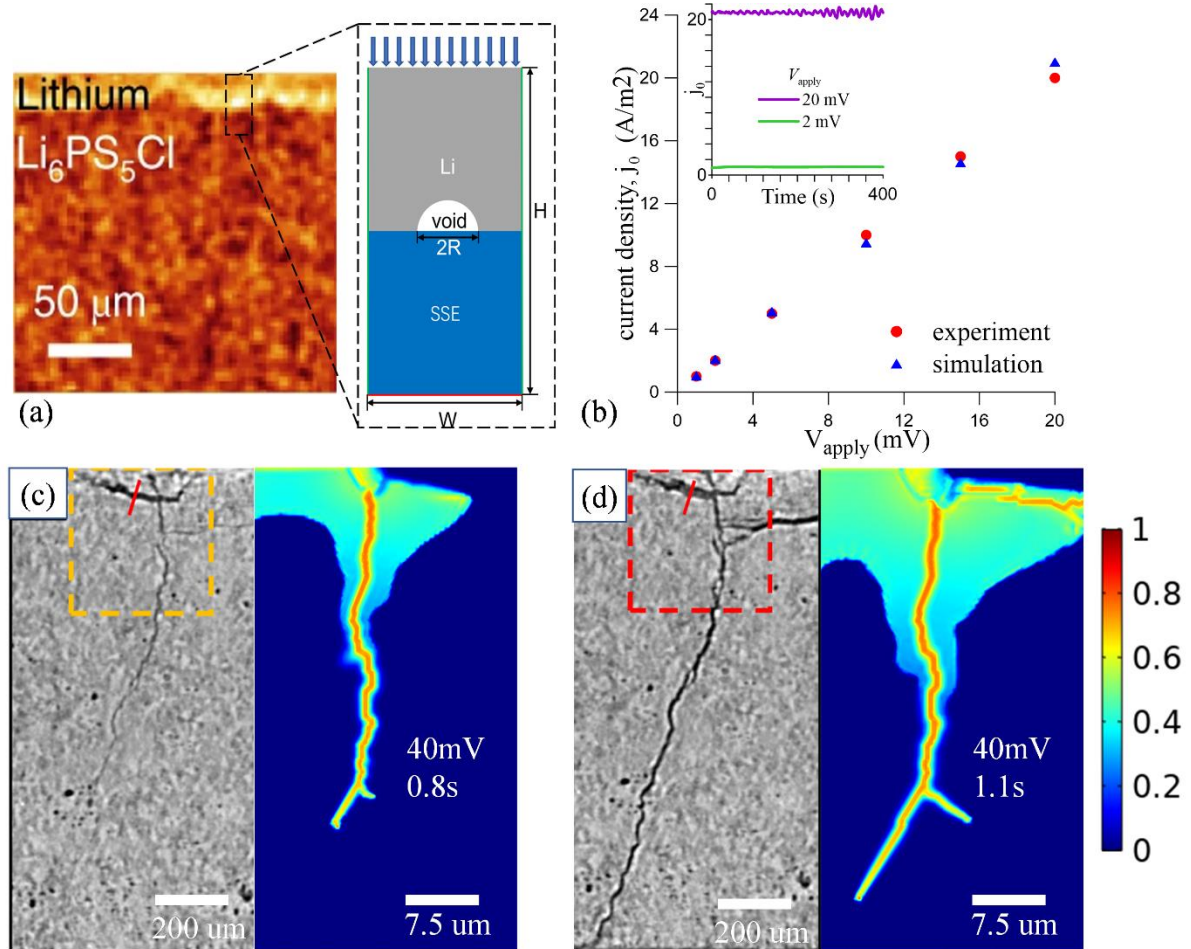 Lithium
Li6PS5Cl
50 μm
(a)
Li
void
2R
SSE
H
W
current density, j0 (A/m2)
24
20
16
12
8
4
0
0
4
8
12
16
20
Vapply (mV)
(b)
20
j0
0
0
400
Time (s)
Vapply
20 mV
2 mV
experiment
simulation
(c)
200 um
40mV
0.8s
7.5 um
(d)
200 um
40mV
1.1s
7.5 um
1
0.8
0.6
0.4
0.2
0